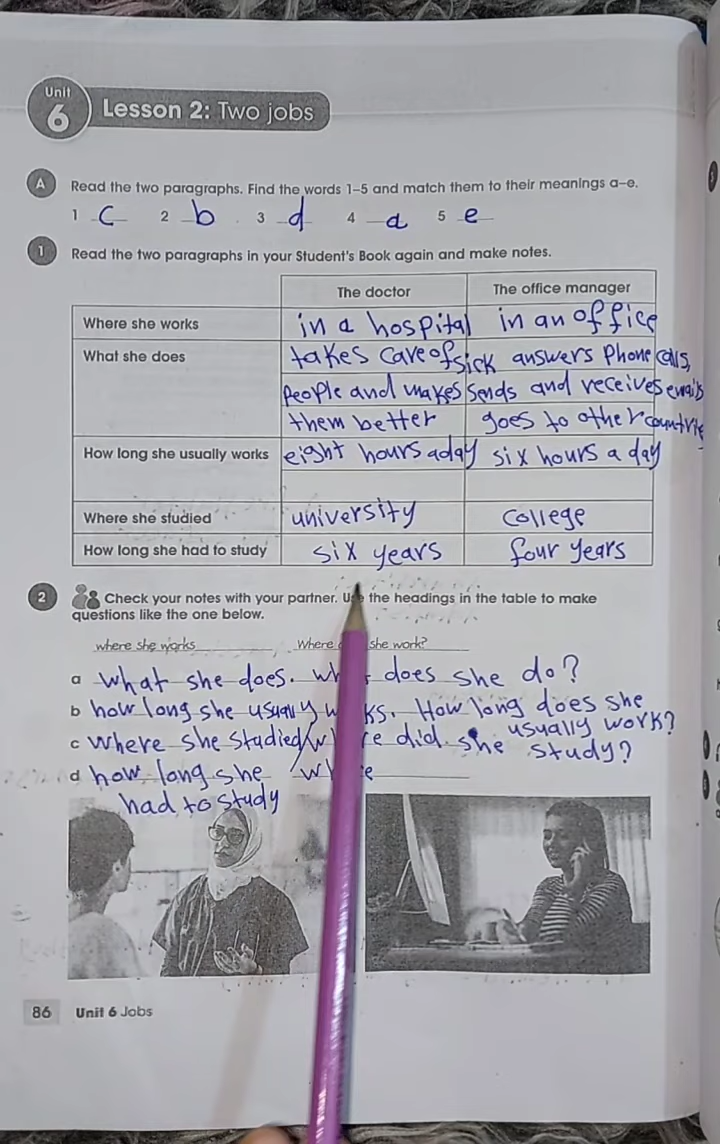 Unit
6
Lesson 2: Two jobs
A Read the two paragraphs. Find the words 1–5 and match them to their meanings a–e.
1 c 2 b 3 d 4 a 5 e
1 Read the two paragraphs in your Student's Book again and make notes.
The doctor The office manager
Where she works in a hospital in an office
What she does takes care of sick answers phone calls,
people and makes sends and receives emails
them better goes to other countries
How long she usually works eight hours a day six hours a day
Where she studied university college
How long she had to study six years four years
2 Check your notes with your partner. Use the headings in the table to make
questions like the one below.
where she works Where she work?
a what she does. does she do?
b how long she usually works. How long does she
usually work?
c where she studied/ did she study?
d how long she
had to study
86 Unit 6 Jobs